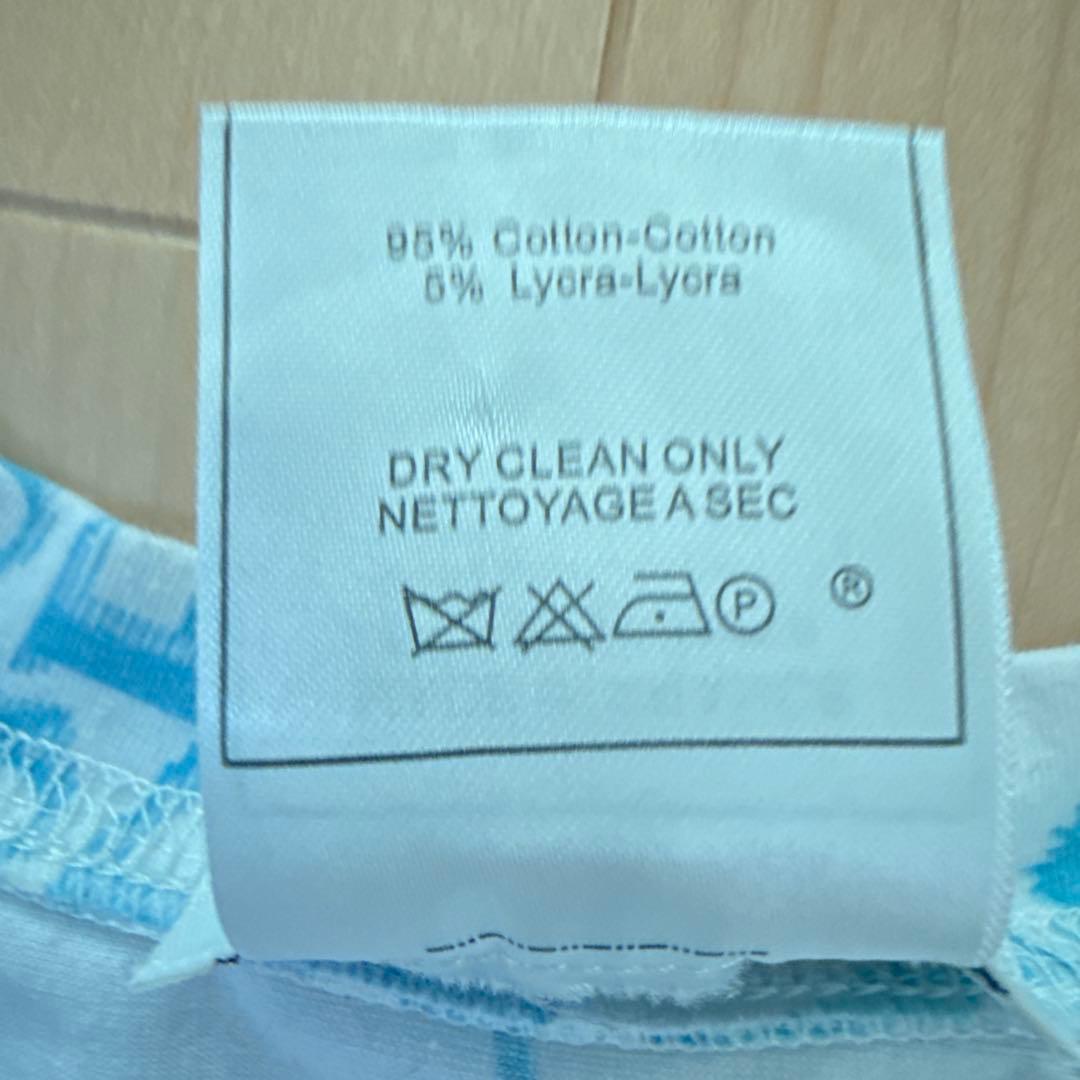 95% Cotton-Cotton
5% Lycra-Lycra
DRY CLEAN ONLY
NETTOYAGE A SEC
P ®